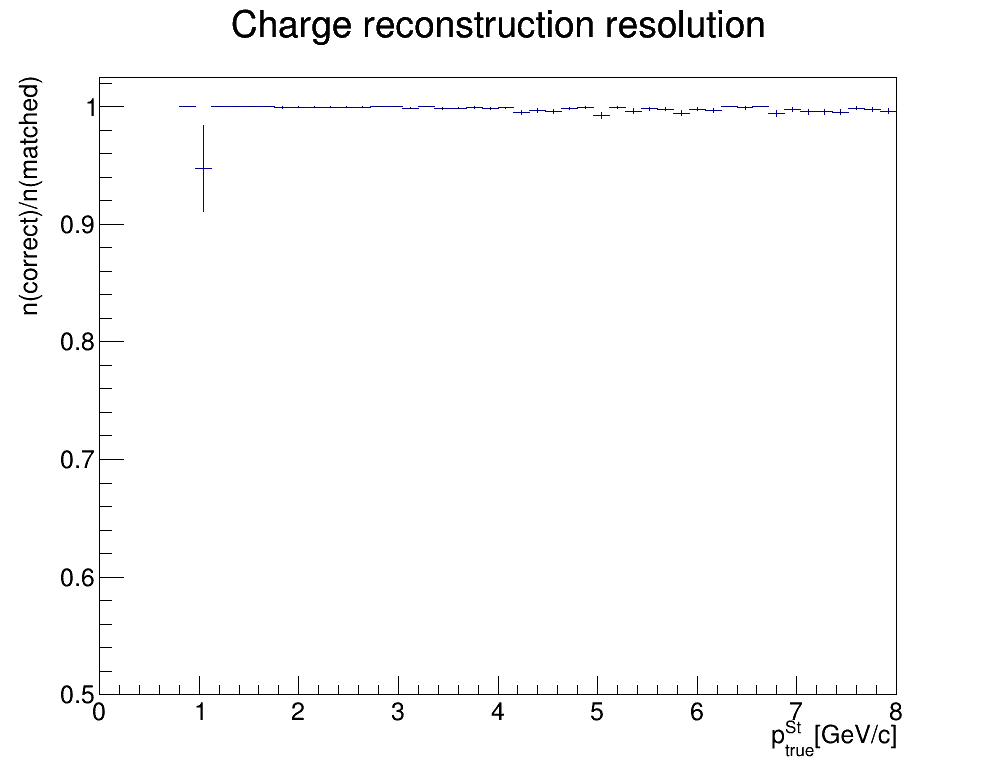 Charge reconstruction resolution
n(correct)/n(matched)
1
0.9
0.8
0.7
0.6
0.5
0 1 2 3 4 5 6 7 8
p^St_true[GeV/c]